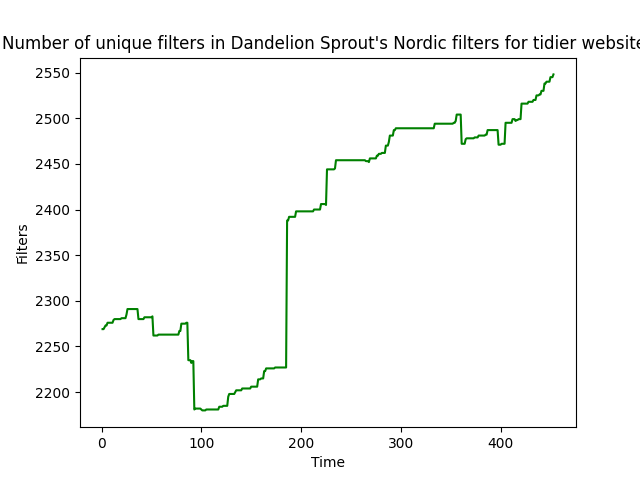 Number of unique filters in Dandelion Sprout's Nordic filters for tidier website
2550
2500
2450
2400
2350
2300
2250
2200
Filters
0 100 200 300 400
Time